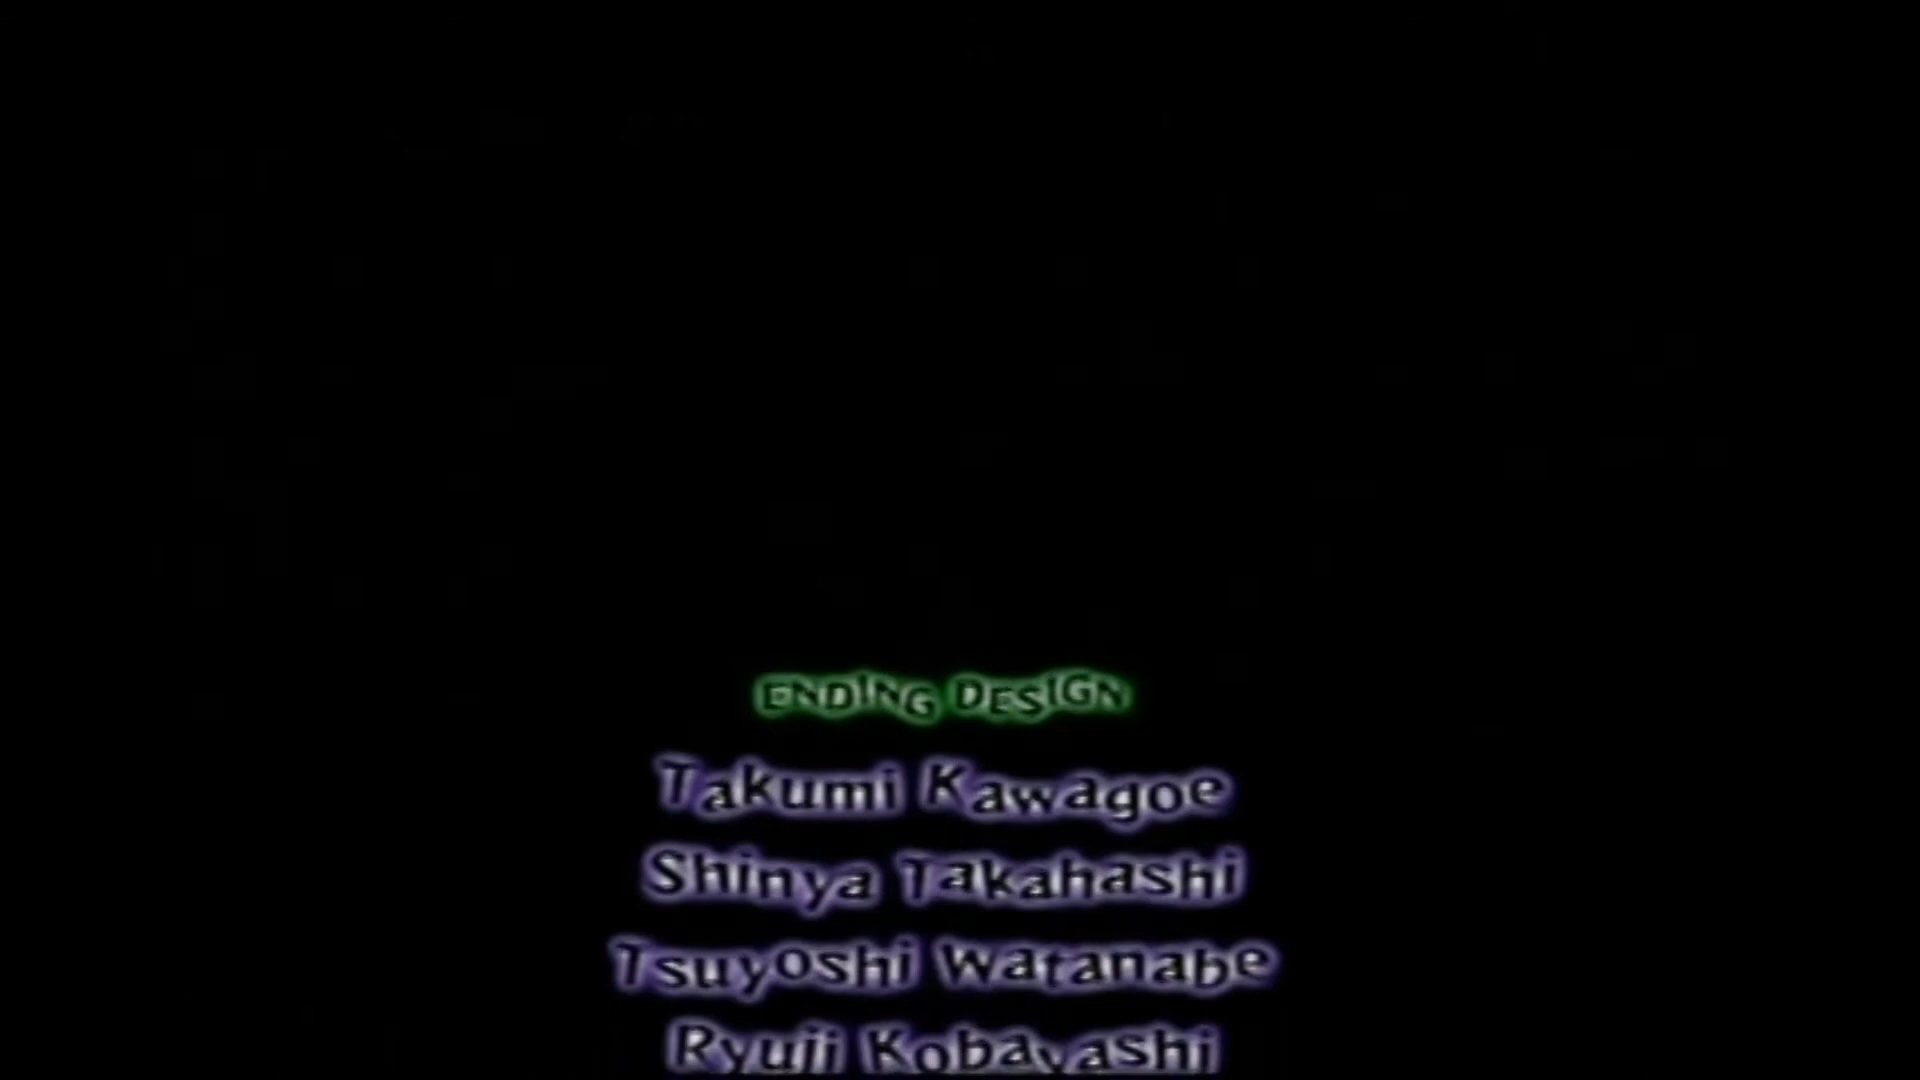 ENDING DESIGN
Takumi Kawagoe
Shinya Takahashi
Tsuyoshi Watanabe
Ryuji Kobayashi